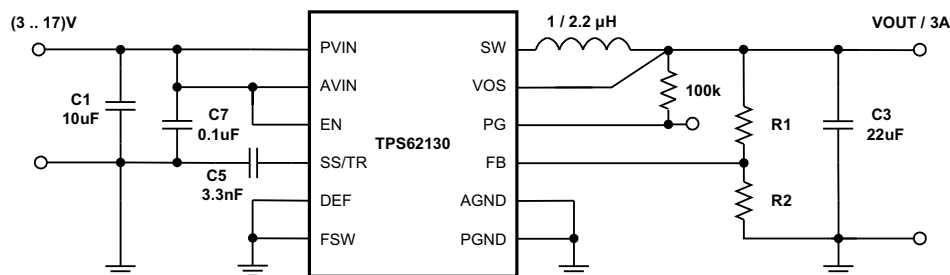 (3 .. 17)V
1 / 2.2 µH
VOUT / 3A
PVIN
SW
AVIN
VOS
C1
10uF
C7
0.1uF
100k
EN
PG
R1
C3
22uF
TPS62130
SS/TR
FB
C5
3.3nF
DEF
AGND
R2
FSW
PGND